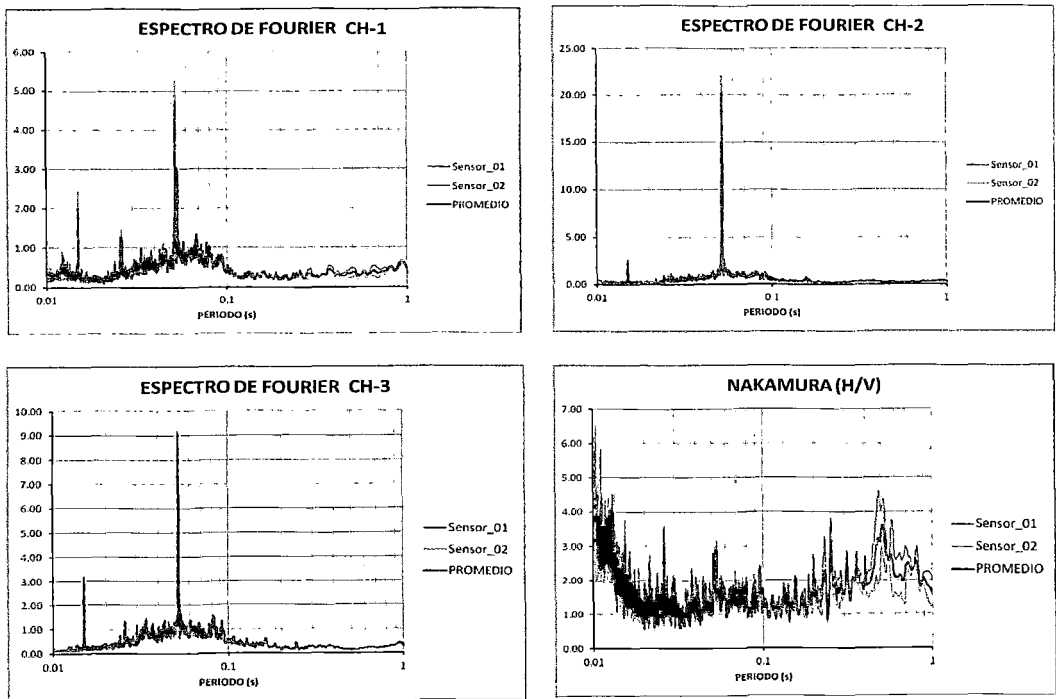 ESPECTRO DE FOURIER CH-1
6.00
5.00
4.00
3.00
2.00
1.00
0.00
0.01
0.1
1
PERIODO (s)
Sensor_01
Sensor_02
PROMEDIO
ESPECTRO DE FOURIER CH-2
25.00
20.00
15.00
10.00
5.00
0.00
0.01
0.1
1
PERIODO (s)
Sensor_01
Sensor_02
PROMEDIO
ESPECTRO DE FOURIER CH-3
10.00
9.00
8.00
7.00
6.00
5.00
4.00
3.00
2.00
1.00
0.00
0.01
0.1
1
PERIODO (s)
Sensor_01
Sensor_02
PROMEDIO
NAKAMURA (H/V)
7.00
6.00
5.00
4.00
3.00
2.00
1.00
0.00
0.01
0.1
1
PERIODO (s)
Sensor_01
Sensor_02
PROMEDIO